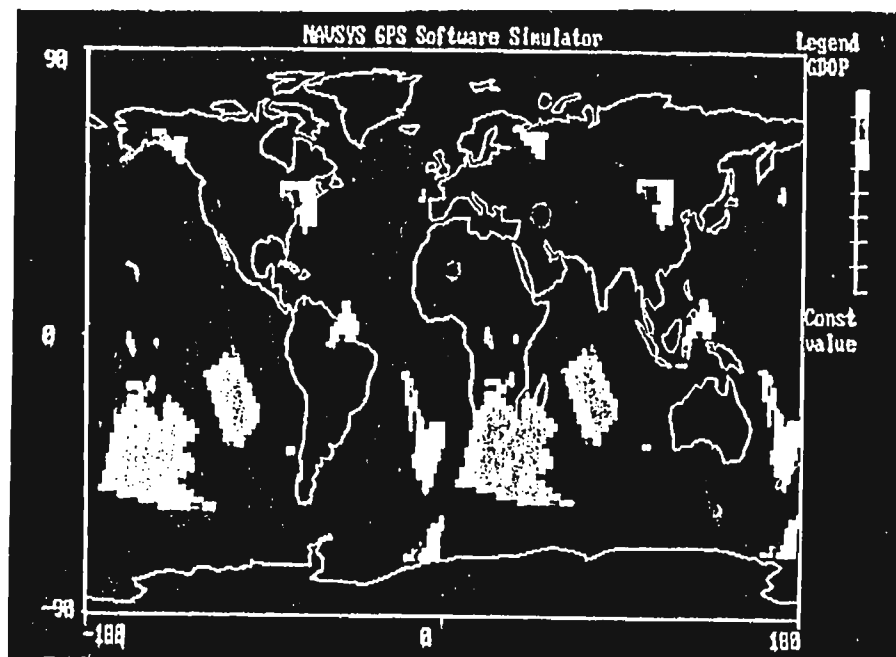 NAVSYS GPS Software Simulator
Legend
GDOP
90
0
Const
value
-90
-180
0
180